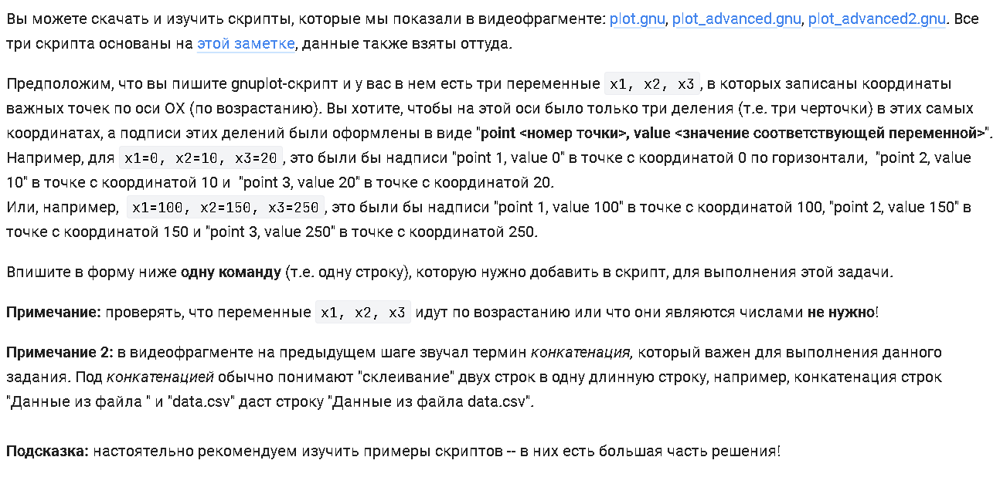 Вы можете скачать и изучить скрипты, которые мы показали в видеофрагменте: plot.gnu, plot_advanced.gnu, plot_advanced2.gnu. Все
три скрипта основаны на этой заметке, данные также взяты оттуда.
Предположим, что вы пишите gnuplot-скрипт и у вас в нем есть три переменные x1, x2, x3, в которых записаны координаты
важных точек по оси OX (по возрастанию). Вы хотите, чтобы на этой оси было только три деления (т.е. три черточки) в этих самых
координатах, а подписи этих делений были оформлены в виде "point <номер точки>, value <значение соответствующей переменной>".
Например, для x1=0, x2=10, x3=20, это были бы надписи "point 1, value 0" в точке с координатой 0 по горизонтали, "point 2, value
10" в точке с координатой 10 и "point 3, value 20" в точке с координатой 20.
Или, например, x1=100, x2=150, x3=250, это были бы надписи "point 1, value 100" в точке с координатой 100, "point 2, value 150" в
точке с координатой 150 и "point 3, value 250" в точке с координатой 250.
Впишите в форму ниже одну команду (т.е. одну строку), которую нужно добавить в скрипт, для выполнения этой задачи.
Примечание: проверять, что переменные x1, x2, x3 идут по возрастанию или что они являются числами не нужно!
Примечание 2: в видеофрагменте на предыдущем шаге звучал термин конкатенация, который важен для выполнения данного
задания. Под конкатенацией обычно понимают "склеивание" двух строк в одну длинную строку, например, конкатенация строк
"Данные из файла " и "data.csv" даст строку "Данные из файла data.csv".
Подсказка: настоятельно рекомендуем изучить примеры скриптов -- в них есть большая часть решения!